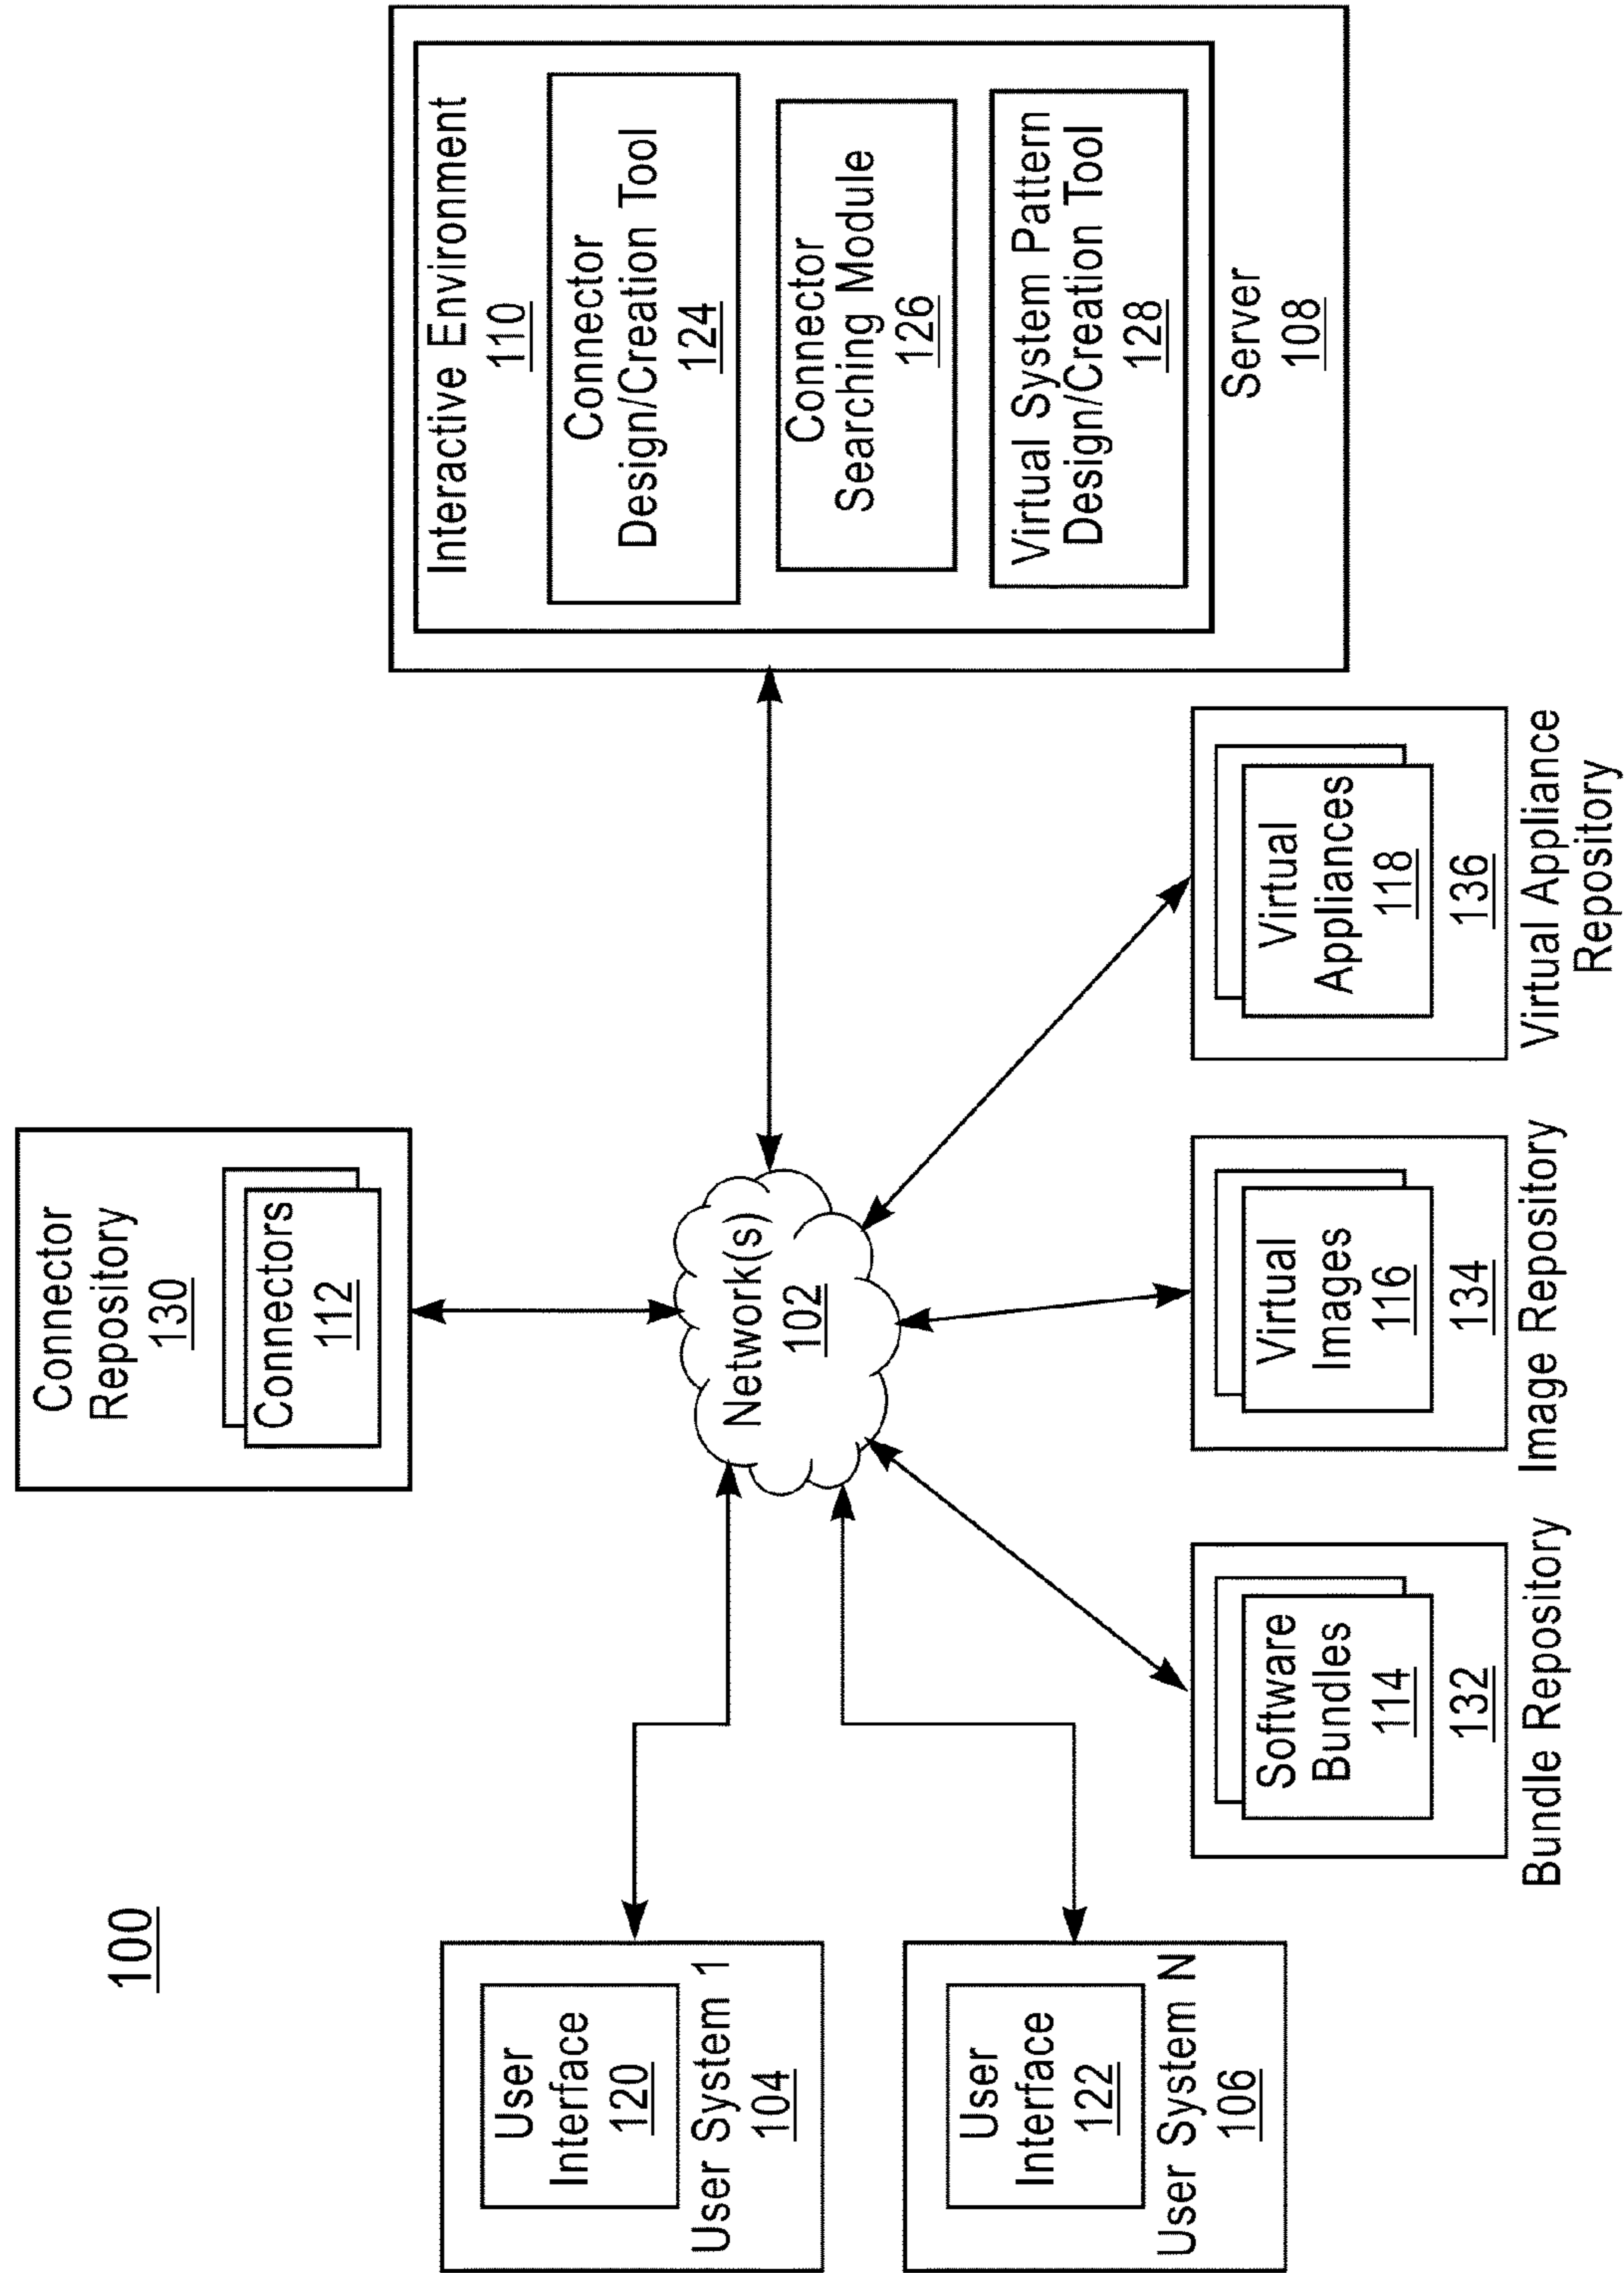 100
Connector
Repository
130
Connectors
112
Interactive Environment
110
Connector
Design/Creation Tool
124
Connector
Searching Module
126
Virtual System Pattern
Design/Creation Tool
128
Server
108
User
Interface
120
User System 1
104
Network(s)
102
User
Interface
122
User System N
106
Software
Bundles
114
132
Bundle Repository
Virtual
Images
116
134
Image Repository
Virtual
Appliances
118
136
Virtual Appliance
Repository